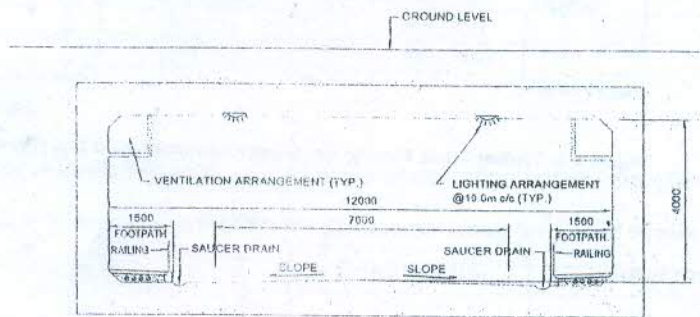 GROUND LEVEL
VENTILATION ARRANGEMENT (TYP.)
LIGHTING ARRANGEMENT
@10.0m c/c (TYP.)
12000
4000
1500
7000
1500
FOOTPATH
FOOTPATH
RAILING
SAUCER DRAIN
SAUCER DRAIN
RAILING
SLOPE
SLOPE